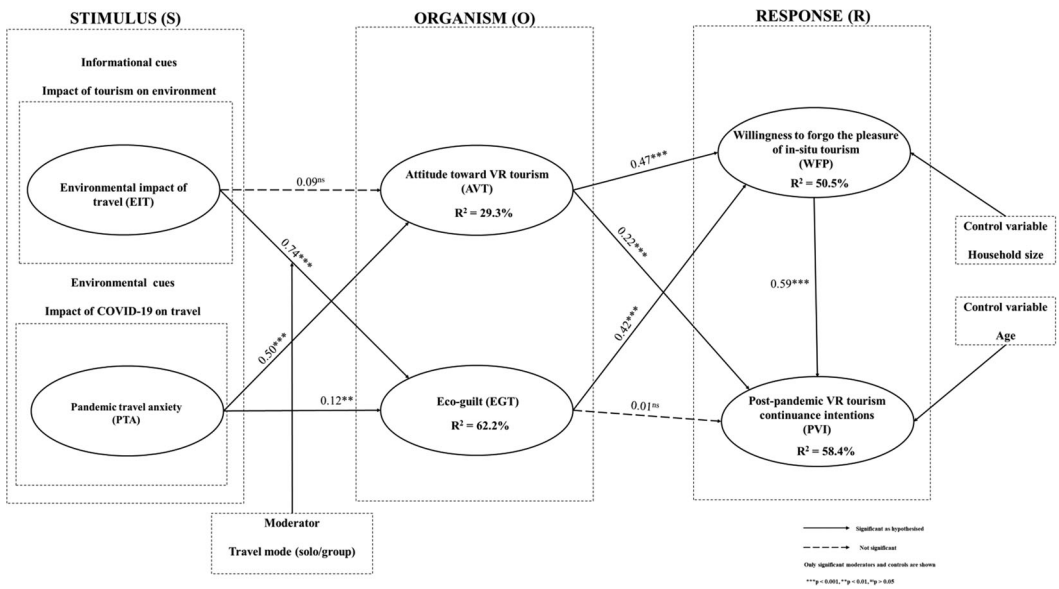 STIMULUS (S)
ORGANISM (O)
RESPONSE (R)
Informational cues
Impact of tourism on environment
Environmental impact of
travel (EIT)
Environmental cues
Impact of COVID-19 on travel
Pandemic travel anxiety
(PTA)
0.09ns
0.74***
0.50***
0.12**
Moderator
Travel mode (solo/group)
Attitude toward VR tourism
(AVT)
R² = 29.3%
Eco-guilt (EGT)
R² = 62.2%
0.47***
0.22***
0.42***
0.01ns
Willingness to forgo the pleasure
of in-situ tourism
(WFP)
R² = 50.5%
0.59***
Post-pandemic VR tourism
continuance intentions
(PVI)
R² = 58.4%
Control variable
Household size
Control variable
Age
Significant as hypothesised
Not significant
Only significant moderators and controls are shown
***p < 0.001, **p < 0.01, nsp > 0.05